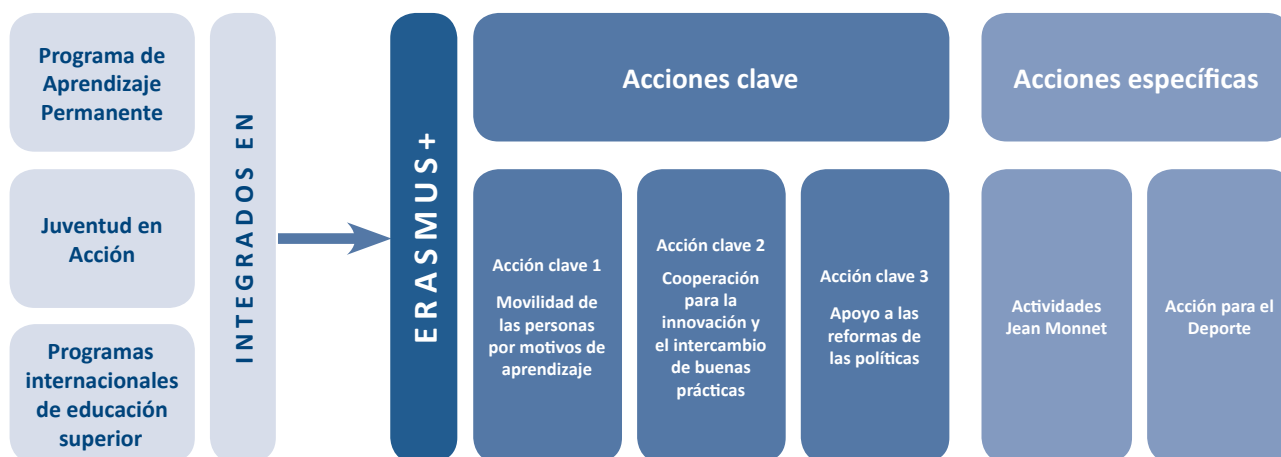 Programa de
Aprendizaje
Permanente
Juventud en
Acción
Programas
internacionales
de educación
superior
INTEGRADOS EN
ERASMUS+
Acciones clave
Acción clave 1
Movilidad de
las personas
por motivos de
aprendizaje
Acción clave 2
Cooperación
para la
innovación y
el intercambio
de buenas
prácticas
Acción clave 3
Apoyo a las
reformas de
las políticas
Acciones específicas
Actividades
Jean Monnet
Acción para el
Deporte